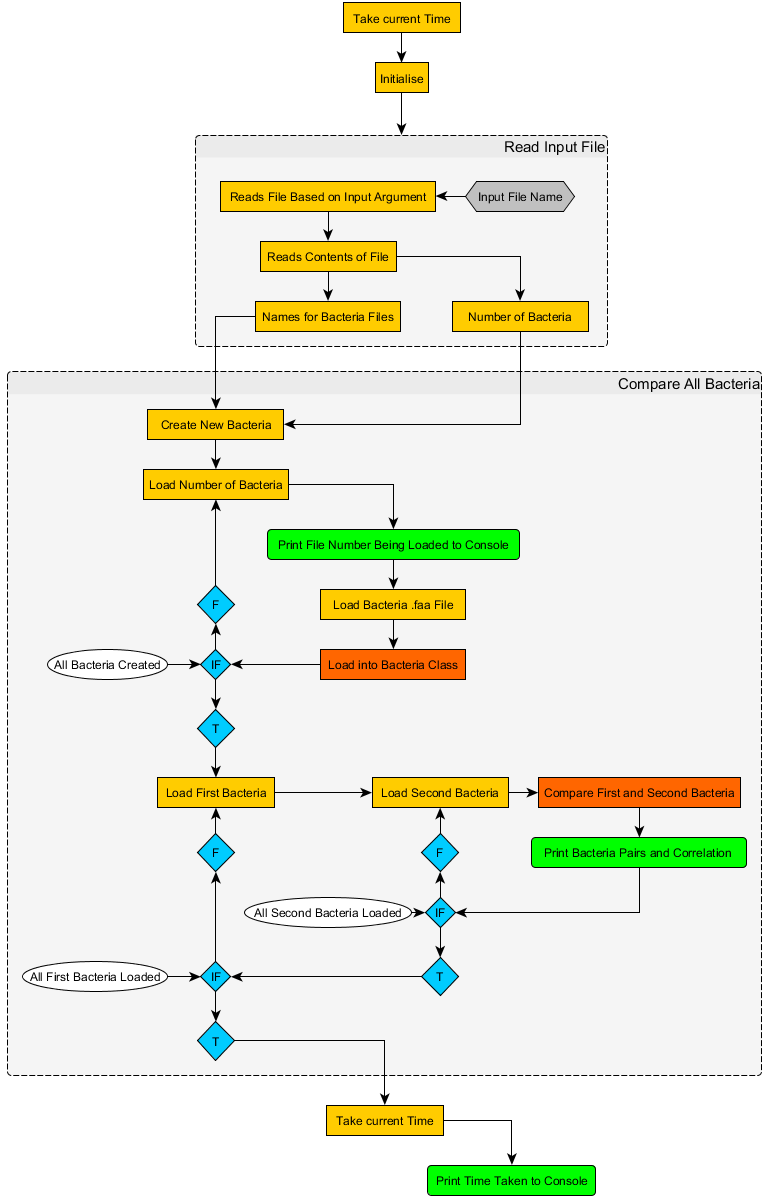 Take current Time
Initialise
Read Input File
Reads File Based on Input Argument
Input File Name
Reads Contents of File
Names for Bacteria Files
Number of Bacteria
Compare All Bacteria
Create New Bacteria
Load Number of Bacteria
Print File Number Being Loaded to Console
F
Load Bacteria .faa File
All Bacteria Created
IF
Load into Bacteria Class
T
Load First Bacteria
Load Second Bacteria
Compare First and Second Bacteria
F
F
Print Bacteria Pairs and Correlation
All Second Bacteria Loaded
IF
All First Bacteria Loaded
IF
T
T
Take current Time
Print Time Taken to Console